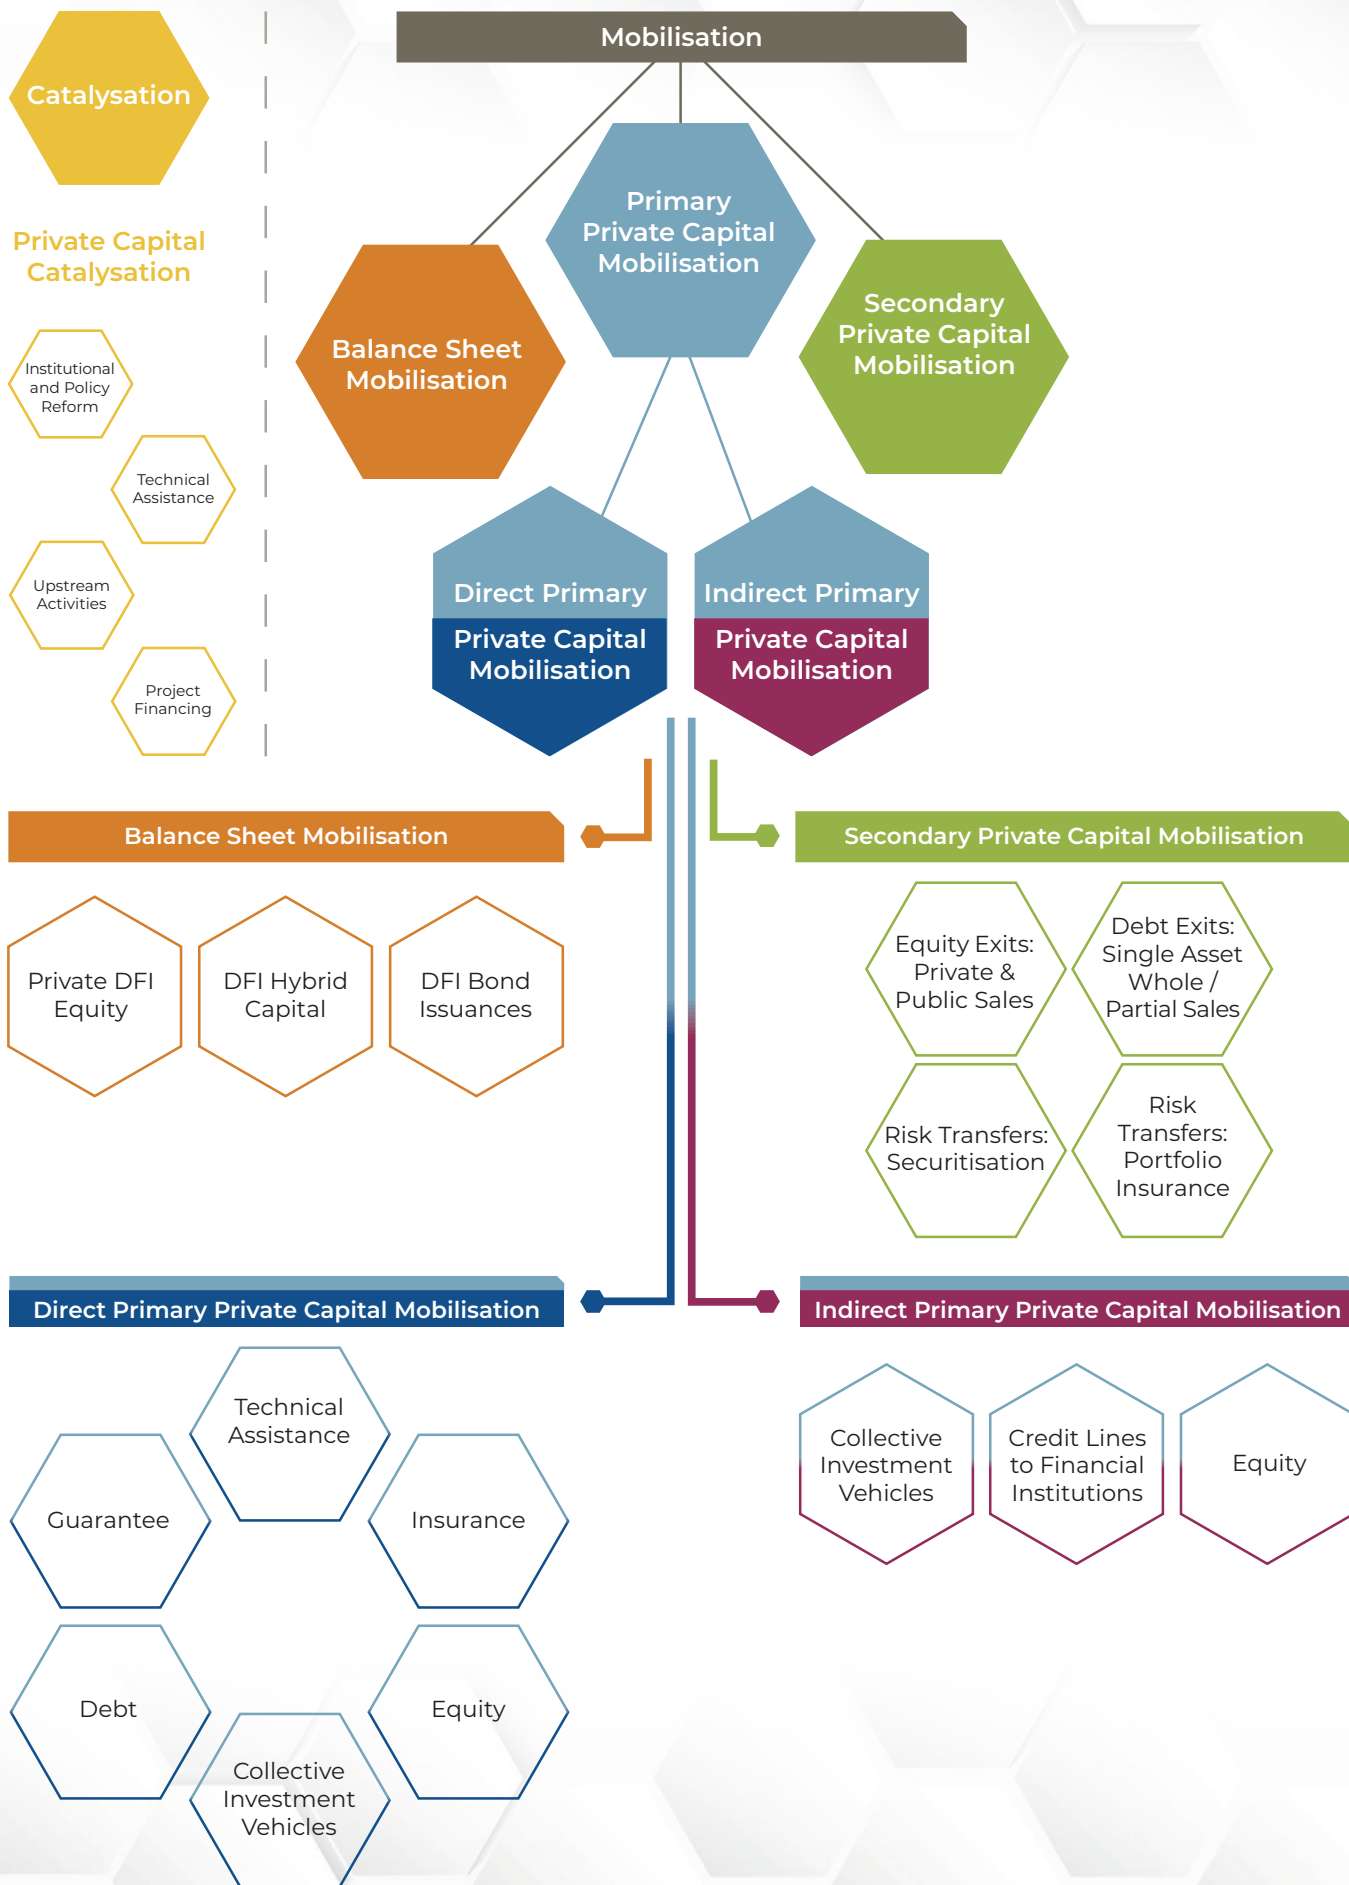 Mobilisation
Catalysation
Private Capital
Catalysation
Institutional
and Policy
Reform
Technical
Assistance
Upstream
Activities
Project
Financing
Primary
Private Capital
Mobilisation
Balance Sheet
Mobilisation
Secondary
Private Capital
Mobilisation
Direct Primary
Private Capital
Mobilisation
Indirect Primary
Private Capital
Mobilisation
Balance Sheet Mobilisation
Private DFI
Equity
DFI Hybrid
Capital
DFI Bond
Issuances
Secondary Private Capital Mobilisation
Equity Exits:
Private &
Public Sales
Debt Exits:
Single Asset
Whole /
Partial Sales
Risk Transfers:
Securitisation
Risk
Transfers:
Portfolio
Insurance
Direct Primary Private Capital Mobilisation
Technical
Assistance
Guarantee
Insurance
Debt
Equity
Collective
Investment
Vehicles
Indirect Primary Private Capital Mobilisation
Collective
Investment
Vehicles
Credit Lines
to Financial
Institutions
Equity